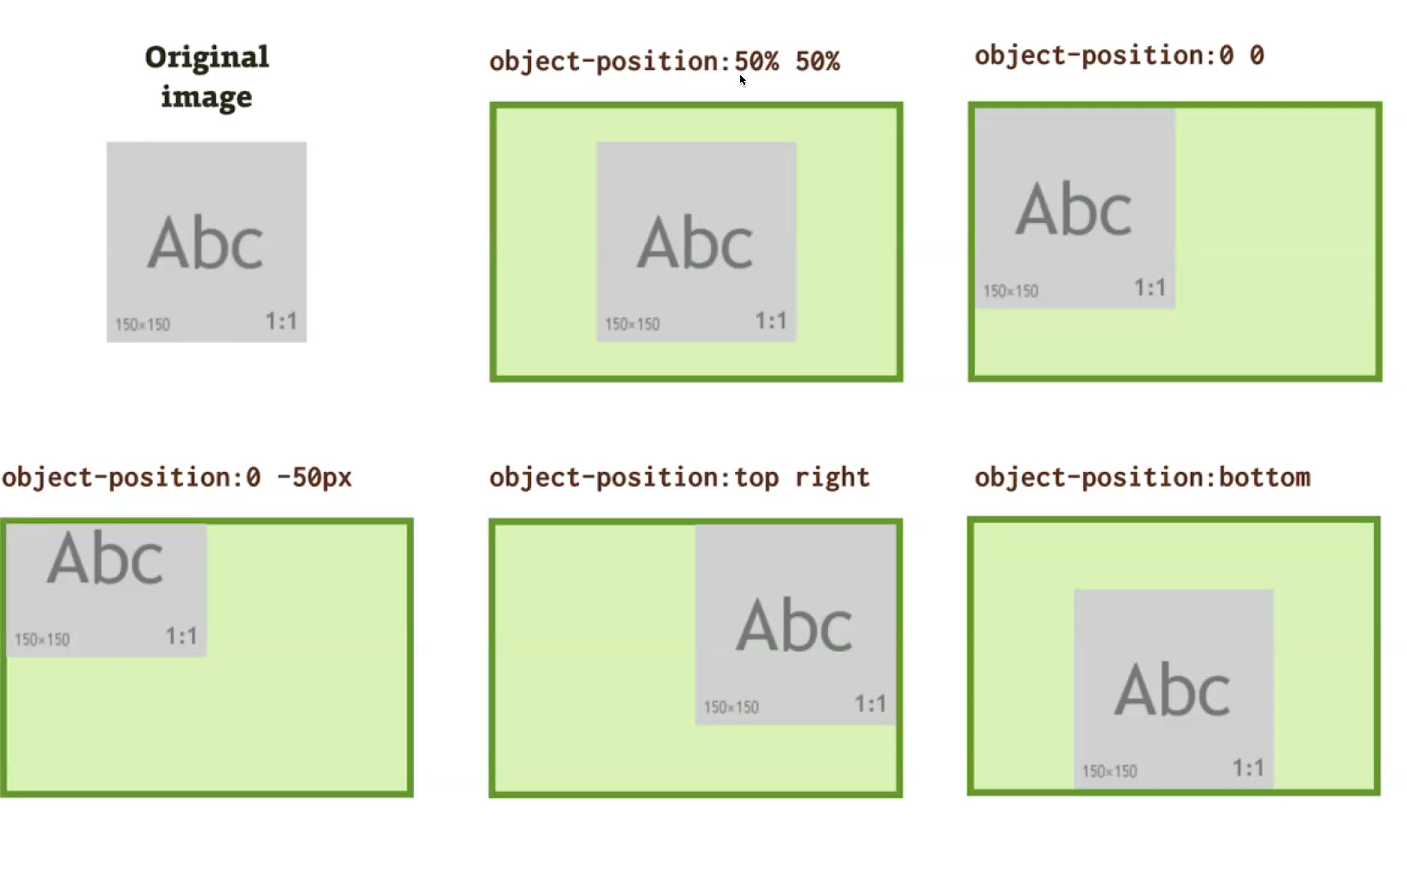 Original
image
Abc
150×150 1:1
object-position:50% 50%
Abc
150×150 1:1
object-position:0 0
Abc
150×150 1:1
object-position:0 -50px
Abc
150×150 1:1
object-position:top right
Abc
150×150 1:1
object-position:bottom
Abc
150×150 1:1